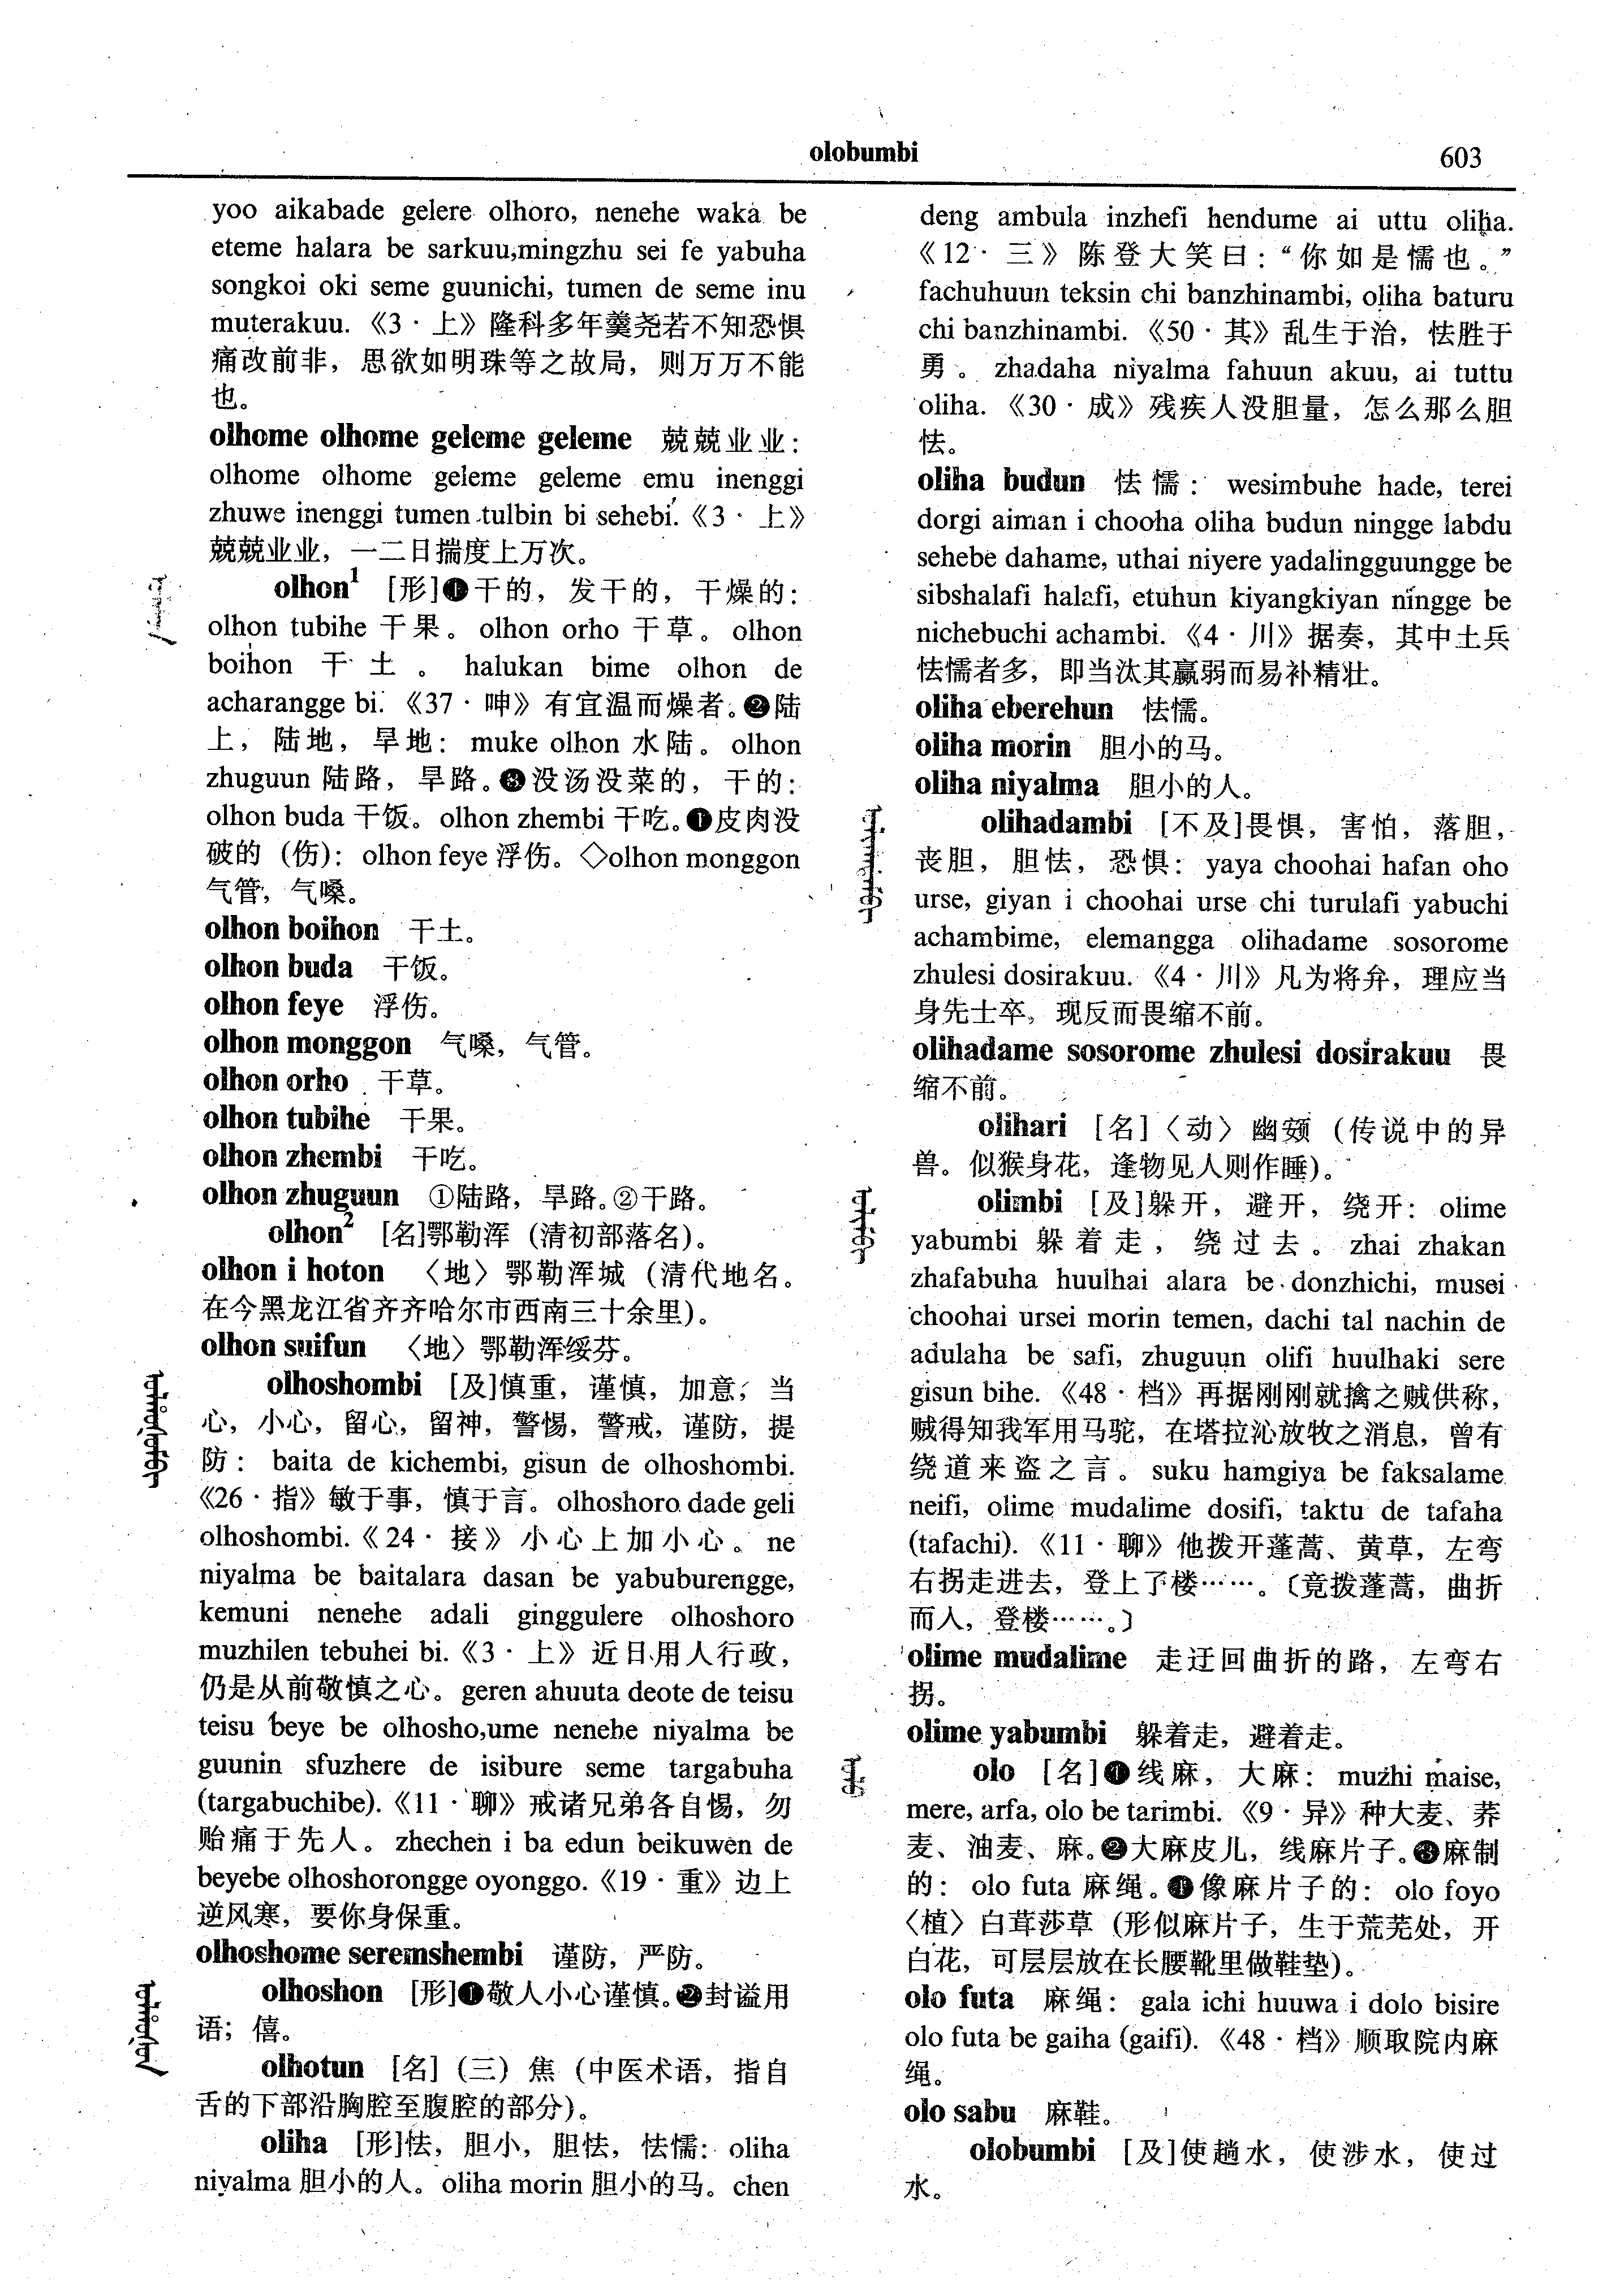 olobumbi
603
yoo aikabade gelere olhoro, nenehe waka be
eteme halara be sarkuu,mingzhu sei fe yabuha
songkoi oki seme guunichi, tumen de seme inu
muterakuu.《3·上》隆科多年羹尧若不知恐惧
痛改前非，思欲如明珠等之故局，则万万不能
也。
olhome olhome geleme geleme 兢兢业业：
olhome olhome geleme geleme emu inenggi
zhuwe inenggi tumen tulbin bi sehebi.《3·上》
兢兢业业，一二日揣度上万次。
olhon¹ [形]❶干的，发干的，干燥的：
olhon tubihe 干果。olhon orho 干草。olhon
boihon 干土。halukan bime olhon de
acharangge bi.《37·呻》有宜温而燥者。❷陆
上，陆地，旱地：muke olhon 水陆。olhon
zhuguun 陆路，旱路。❸没汤没菜的，干的：
olhon buda 干饭。olhon zhembi 干吃。❶皮肉没
破的（伤）：olhon feye 浮伤。◇olhon monggon
气管，气嗓。
olhon boihon 干土。
olhon buda 干饭。
olhon feye 浮伤。
olhon monggon 气嗓，气管。
olhon orho 干草。
olhon tubihe 干果。
olhon zhembi 干吃。
olhon zhuguun ①陆路，旱路。②干路。
olhon² [名]鄂勒浑（清初部落名）。
olhon i hoton 〈地〉鄂勒浑城（清代地名。
在今黑龙江省齐齐哈尔市西南三十余里）。
olhon suifun 〈地〉鄂勒浑绥芬。
olhoshombi [及]慎重，谨慎，加意；当
心，小心，留心，留神，警惕，警戒，谨防，提
防：baita de kichembi, gisun de olhoshombi.
《26·指》敏于事，慎于言。olhoshoro dade geli
olhoshombi.《24·接》小心上加小心。ne
niyalma be baitalara dasan be yabuburengge,
kemuni nenehe adali ginggulere olhoshoro
muzhilen tebuhei bi.《3·上》近日用人行政，
仍是从前敬慎之心。geren ahuuta deote de teisu
teisu beye be olhosho,ume nenehe niyalma be
guunin sfuzhere de isibure seme targabuha
(targabuchibe).《11·聊》戒诸兄弟各自惕，勿
贻痛于先人。zhechen i ba edun beikuwen de
beyebe olhoshorongge oyonggo.《19·重》边上
逆风寒，要你身保重。
olhoshome seremshembi 谨防，严防。
olhoshon [形]❶敬人小心谨慎。❷封谥用
语；僖。
olhotun [名]（三）焦（中医术语，指自
舌的下部沿胸腔至腹腔的部分）。
oliha [形]怯，胆小，胆怯，怯懦：oliha
niyalma 胆小的人。oliha morin 胆小的马。chen
deng ambula inzhefi hendume ai uttu oliha.
《12·三》陈登大笑曰：“你如是懦也。”
fachuhuun teksin chi banzhinambi, oliha baturu
chi banzhinambi.《50·其》乱生于治，怯胜于
勇。zhadaha niyalma fahuun akuu, ai tuttu
oliha.《30·成》残疾人没胆量，怎么那么胆
怯。
oliha budun 怯懦：wesimbuhe hade, terei
dorgi aiman i chooha oliha budun ningge labdu
sehebe dahame, uthai niyere yadalingguungge be
sibshalafi halafi, etuhun kiyangkiyan ningge be
nichebuchi achambi.《4·川》据奏，其中土兵
怯懦者多，即当汰其羸弱而易补精壮。
oliha eberehun 怯懦。
oliha morin 胆小的马。
oliha niyalma 胆小的人。
olihadambi [不及]畏惧，害怕，落胆，
丧胆，胆怯，恐惧：yaya choohai hafan oho
urse, giyan i choohai urse chi turulafi yabuchi
achambime, elemangga olihadame sosorome
zhulesi dosirakuu.《4·川》凡为将弁，理应当
身先士卒，现反而畏缩不前。
olihadame sosorome zhulesi dosirakuu 畏
缩不前。
olihari [名]〈动〉幽頞（传说中的异
兽。似猴身花，逢物见人则作睡）。
olimbi [及]躲开，避开，绕开：olime
yabumbi 躲着走，绕过去。zhai zhakan
zhafabuha huulhai alara be donzhichi, musei
choohai ursei morin temen, dachi tal nachin de
adulaha be safi, zhuguun olifi huulhaki sere
gisun bihe.《48·档》再据刚刚就擒之贼供称，
贼得知我军用马驼，在塔拉沁放牧之消息，曾有
绕道来盗之言。suku hamgiya be faksalame
neifi, olime mudalime dosifi, taktu de tafaha
(tafachi).《11·聊》他拨开蓬蒿、黄草，左弯
右拐走进去，登上了楼……。〔竟拨蓬蒿，曲折
而人，登楼……。〕
olime mudalime 走迂回曲折的路，左弯右
拐。
olime yabumbi 躲着走，避着走。
olo [名]❶线麻，大麻：muzhi maise,
mere, arfa, olo be tarimbi.《9·异》种大麦、荞
麦、油麦、麻。❷大麻皮儿，线麻片子。❸麻制
的：olo futa 麻绳。❹像麻片子的：olo foyo
〈植〉白茸莎草（形似麻片子，生于荒芜处，开
白花，可层层放在长腰靴里做鞋垫）。
olo futa 麻绳：gala ichi huuwa i dolo bisire
olo futa be gaiha (gaifi).《48·档》顺取院内麻
绳。
olo sabu 麻鞋。
olobumbi [及]使趟水，使涉水，使过
水。